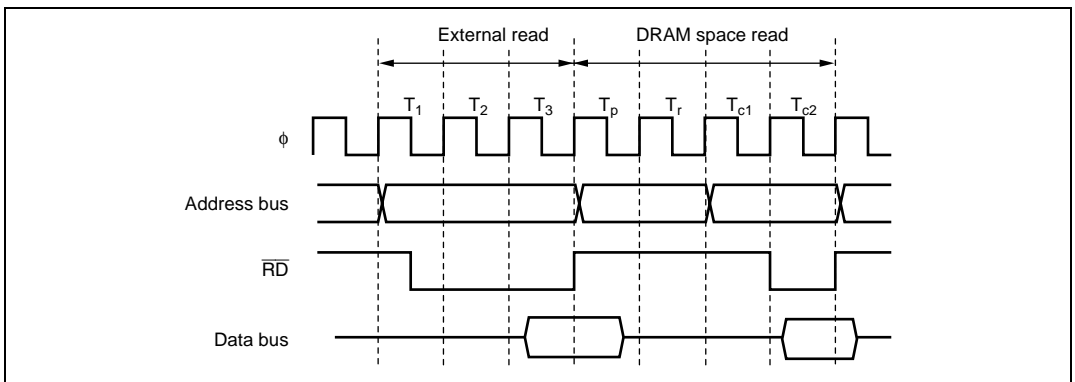 External read DRAM space read
T1 T2 T3 Tp Tr Tc1 Tc2
ϕ
Address bus
RD
Data bus